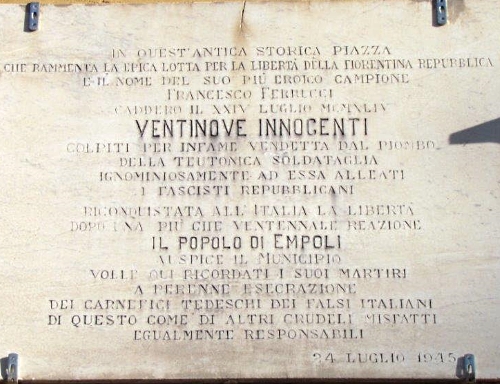 IN QUEST'ANTICA STORICA PIAZZA
CHE RAMMENTA LA EPICA LOTTA PER LA LIBERTÀ DELLA FIORENTINA REPUBBLICA
E IL NOME DEL SUO PIÙ EROICO CAMPIONE
FRANCESCO FERRUCCI
CADDERO IL XXIV LUGLIO MCMXLIV
VENTINOVE INNOCENTI
COLPITI PER INFAME VENDETTA DAL PIOMBO
DELLA TEUTONICA SOLDATAGLIA
IGNOMINIOSAMENTE AD ESSA ALLEATI
I FASCISTI REPUBBLICANI
RICONQUISTATA ALL'ITALIA LA LIBERTÀ
DOPO UNA PIÙ CHE VENTENNALE REAZIONE
IL POPOLO DI EMPOLI
AUSPICE IL MUNICIPIO
VOLLE QUI RICORDATI I SUOI MARTIRI
A PERENNE ESECRAZIONE
DEI CARNEFICI TEDESCHI DEI FALSI ITALIANI
DI QUESTO COME DI ALTRI CRUDELI MISFATTI
EGUALMENTE RESPONSABILI
24 LUGLIO 1945